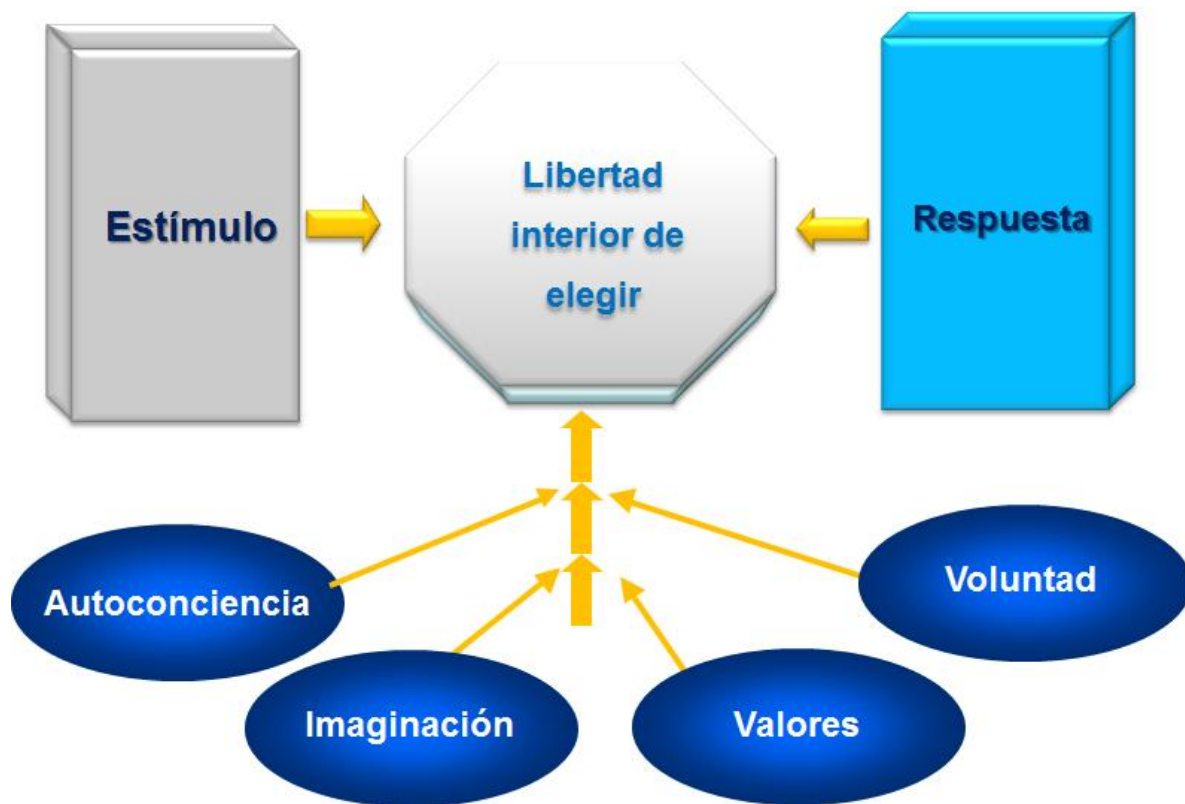 Estímulo
Libertad
interior de
elegir
Respuesta
Autoconciencia
Imaginación
Valores
Voluntad